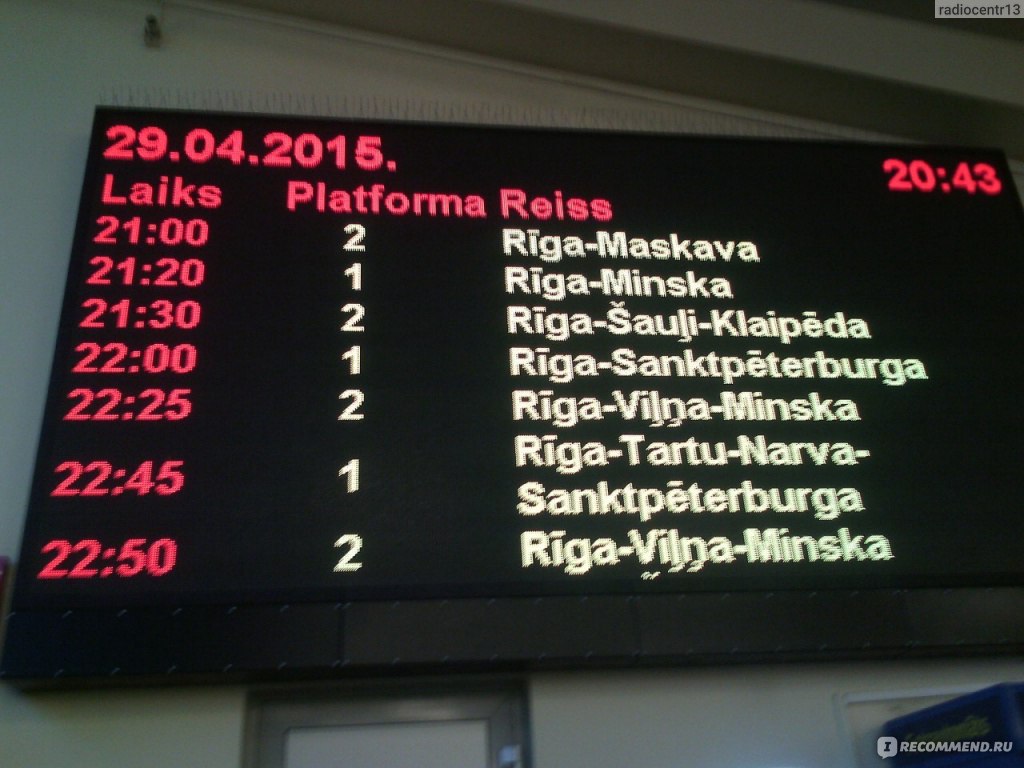 radiocentr13
29.04.2015. 20:43
Laiks Platforma Reiss
21:00 2 Rīga-Maskava
21:20 1 Rīga-Minska
21:30 2 Rīga-Šauļi-Klaipēda
22:00 1 Rīga-Sanktpēterburga
22:25 2 Rīga-Viļņa-Minska
22:45 1 Rīga-Tartu-Narva-
Sanktpēterburga
22:50 2 Rīga-Viļņa-Minska
IRECOMMEND.RU